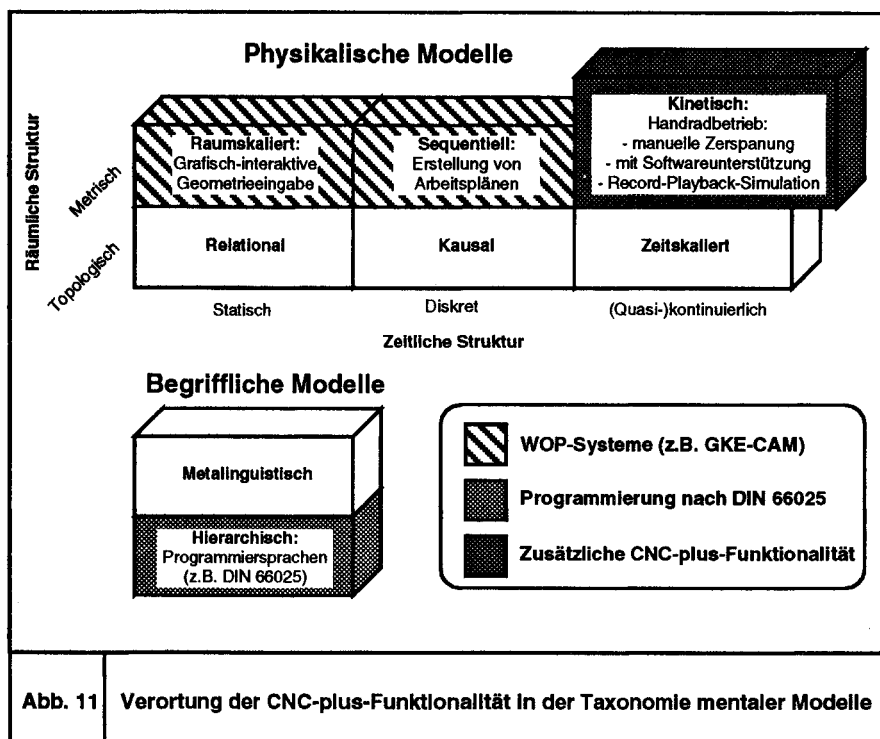 Physikalische Modelle
Räumliche Struktur
Metrisch
Topologisch
Raumskaliert:
Grafisch-interaktive
Geometrieeingabe
Sequentiell:
Erstellung von
Arbeitsplänen
Kinetisch:
Handradbetrieb:
- manuelle Zerspanung
- mit Softwareunterstützung
- Record-Playback-Simulation
Relational
Kausal
Zeitskaliert
Statisch
Diskret
(Quasi-)kontinuierlich
Zeitliche Struktur
Begriffliche Modelle
Metalinguistisch
Hierarchisch:
Programmiersprachen
(z.B. DIN 66025)
WOP-Systeme (z.B. GKE-CAM)
Programmierung nach DIN 66025
Zusätzliche CNC-plus-Funktionalität
Abb. 11 Verortung der CNC-plus-Funktionalität in der Taxonomie mentaler Modelle